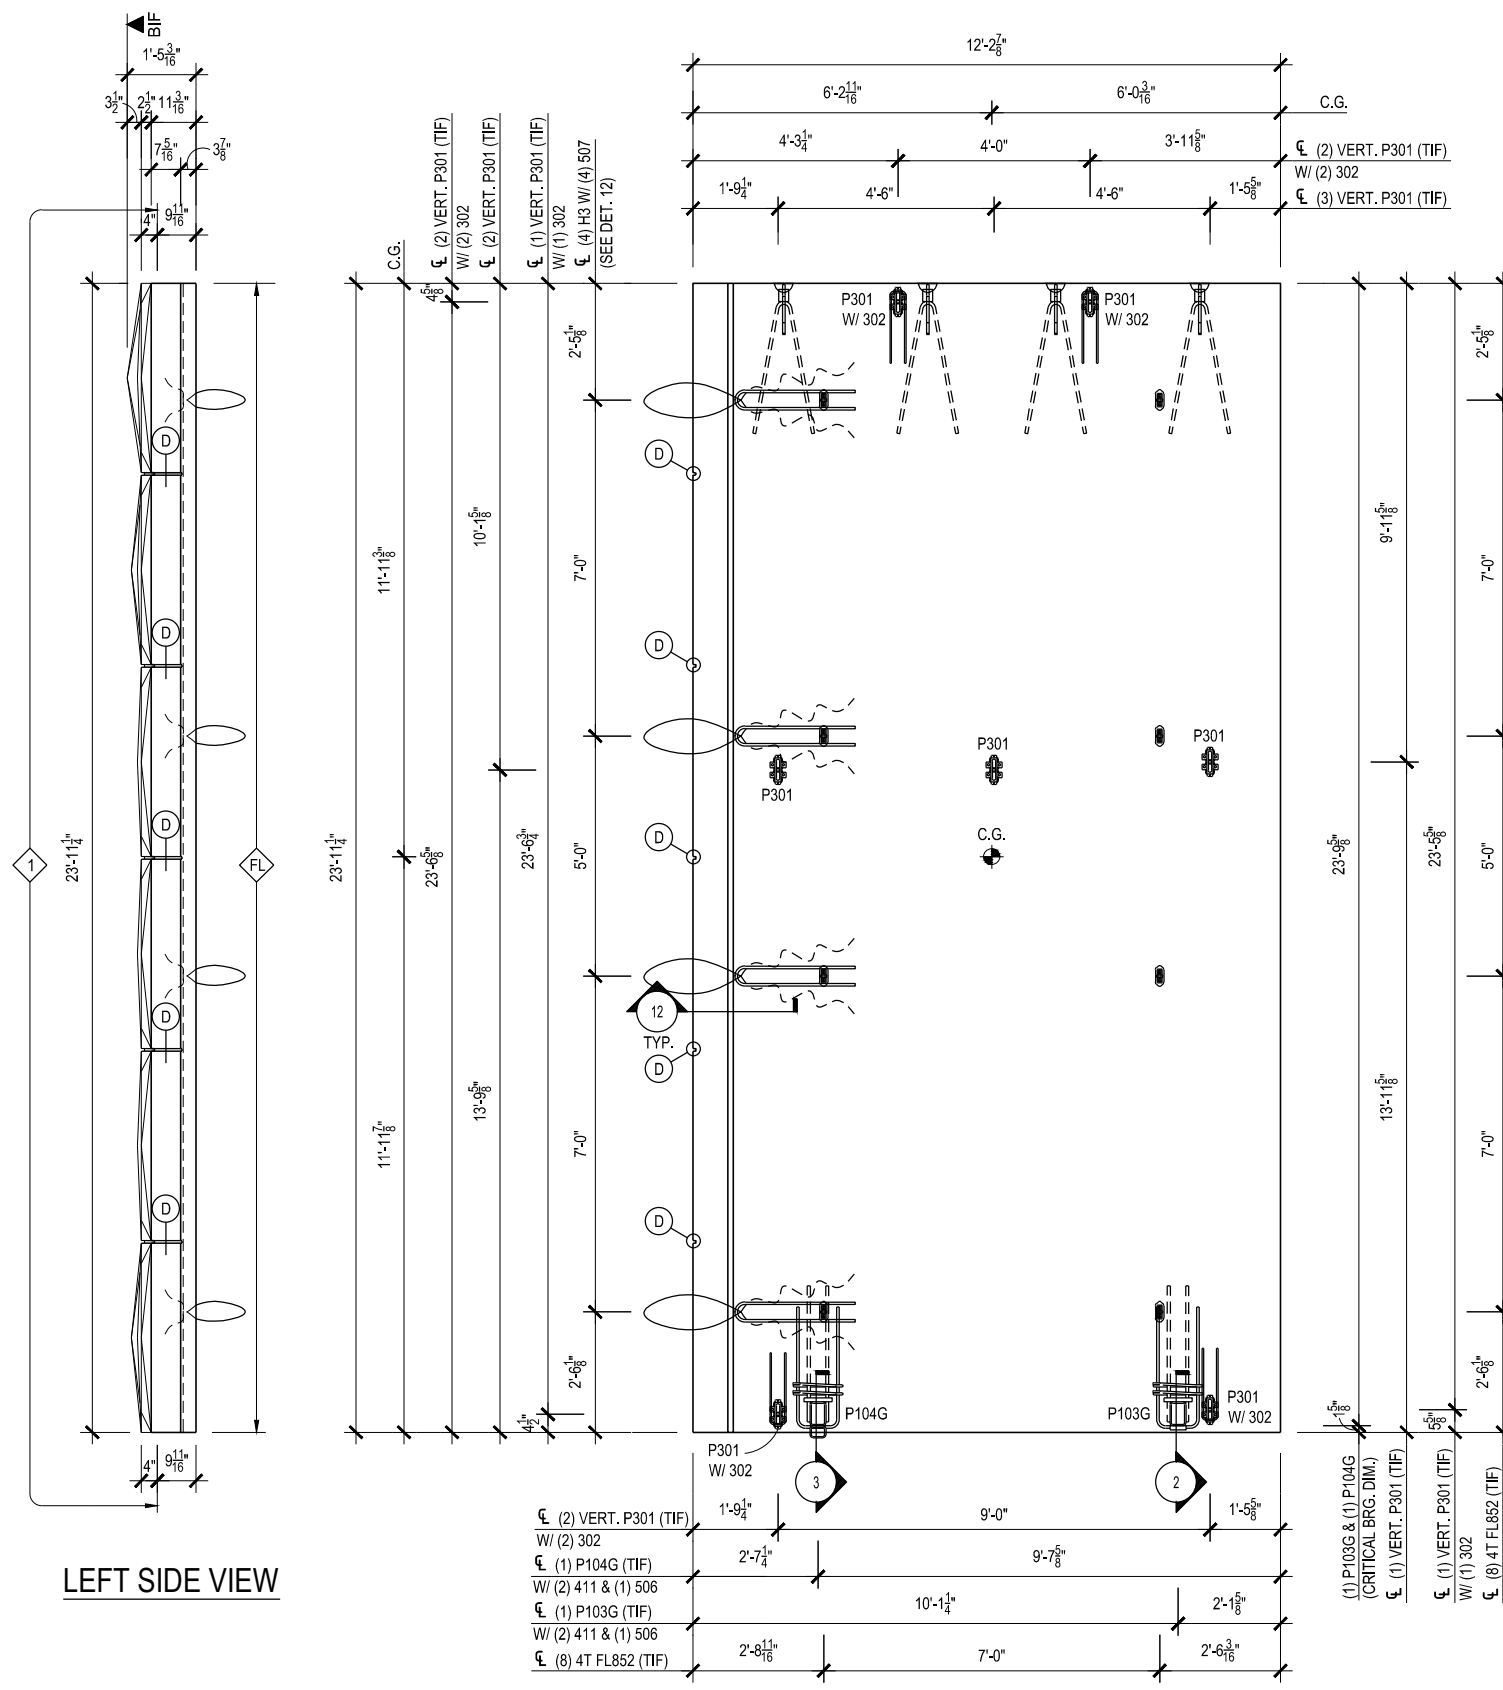 BIF
1'-5 3/16"
3 1/2"
2 1/2"
11 3/16"
7 5/16"
3 7/8"
4"
9 11/16"
12'-2 7/8"
6'-2 11/16"
6'-0 3/16"
C.G.
4'-3 1/4"
4'-0"
3'-11 5/8"
℄ (2) VERT. P301 (TIF)
W/ (2) 302
1'-9 1/4"
4'-6"
4'-6"
1'-5 5/8"
℄ (3) VERT. P301 (TIF)
C.G.
℄ (2) VERT. P301 (TIF)
W/ (2) 302
℄ (2) VERT. P301 (TIF)
℄ (1) VERT. P301 (TIF)
W/ (1) 302
℄ (4) H3 W/ (4) 507
(SEE DET. 12)
4 5/8"
2'-5 1/8"
P301
W/ 302
P301
W/ 302
2'-5 1/8"
D
D
11'-11 3/8"
10'-1 5/8"
7'-0"
9'-11 5/8"
7'-0"
D
D
P301
P301
P301
P301
C.G.
D
D
1
23'-11 1/4"
FL
23'-11 1/4"
23'-6 5/8"
23'-6 3/4"
5'-0"
23'-9 5/8"
23'-5 5/8"
5'-0"
12
TYP.
D
D
11'-11 7/8"
13'-9 5/8"
7'-0"
13'-11 5/8"
7'-0"
D
D
2'-6 1/8"
4 1/2"
P104G
P103G
P301
W/ 302
P301
W/ 302
1 5/8"
5 5/8"
2'-6 1/8"
4"
9 11/16"
3
2
℄ (2) VERT. P301 (TIF)
W/ (2) 302
1'-9 1/4"
9'-0"
1'-5 5/8"
℄ (1) P104G (TIF)
W/ (2) 411 & (1) 506
2'-7 1/4"
9'-7 5/8"
℄ (1) P103G (TIF)
W/ (2) 411 & (1) 506
10'-1 1/4"
2'-1 5/8"
℄ (8) 4T FL852 (TIF)
2'-8 11/16"
7'-0"
2'-6 3/16"
(1) P103G & (1) P104G
(CRITICAL BRG. DIM.)
℄ (1) VERT. P301 (TIF)
℄ (1) VERT. P301 (TIF)
W/ (1) 302
℄ (8) 4T FL852 (TIF)
LEFT SIDE VIEW